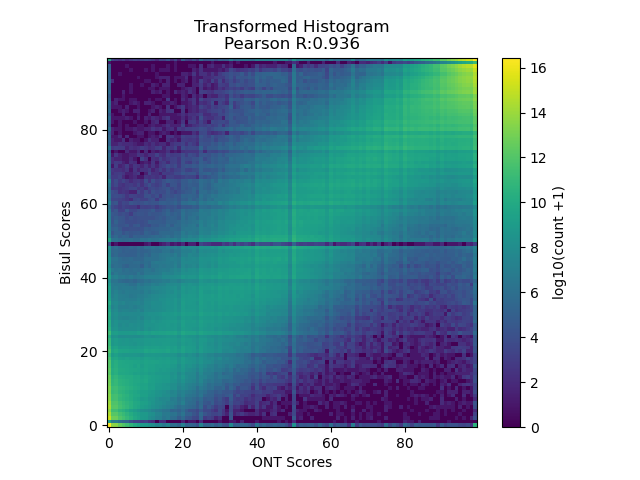 Transformed Histogram
Pearson R:0.936
Bisul Scores
80
60
40
20
0
0 20 40 60 80
ONT Scores
16
14
12
10
8
6
4
2
0
log10(count +1)